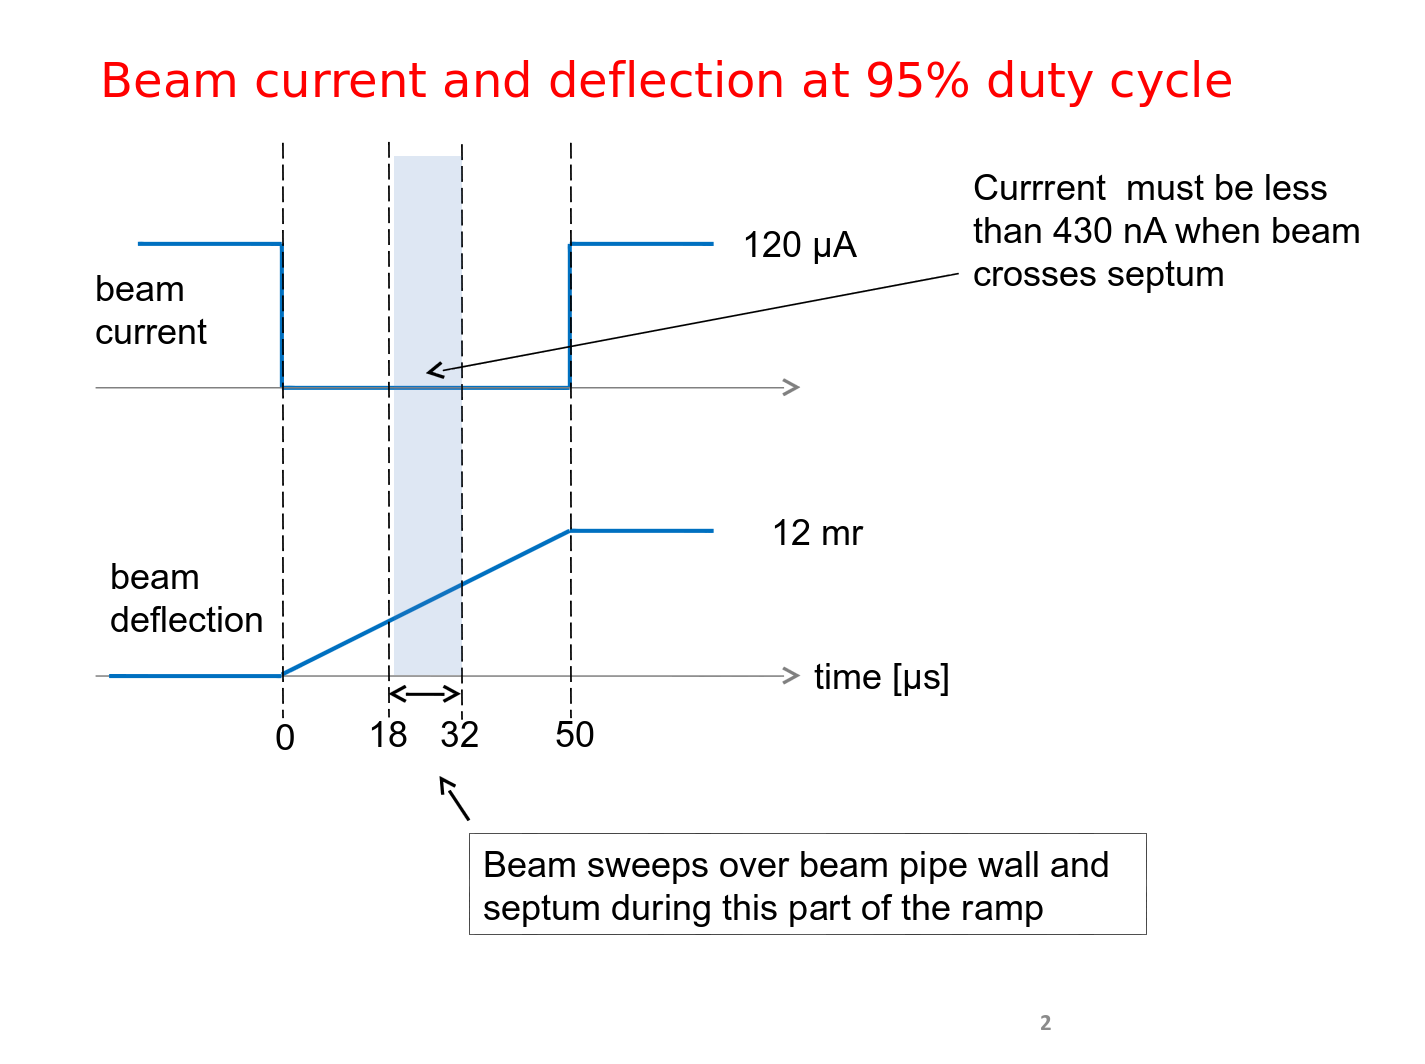 Beam current and deflection at 95% duty cycle
Currrent  must be less
than 430 nA when beam
crosses septum
120 µA
beam
current
12 mr
beam
deflection
time [µs]
0
18
32
50
Beam sweeps over beam pipe wall and
septum during this part of the ramp
2